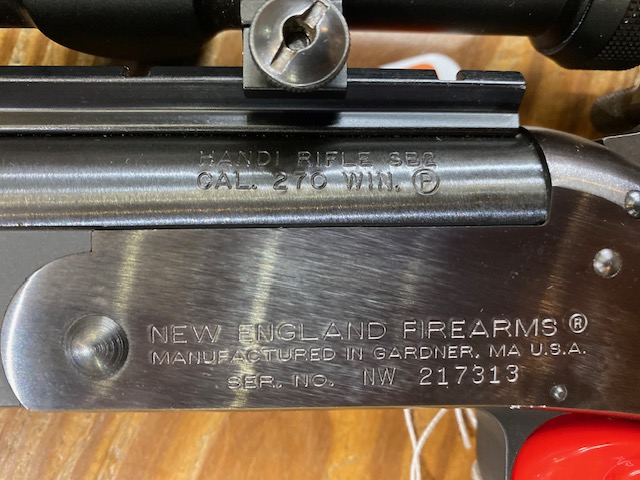 HANDI RIFLE SB2
CAL. 270 WIN. Ⓕ
NEW ENGLAND FIREARMS®
MANUFACTURED IN GARDNER, MA U.S.A.
SER. NO. NW 217313